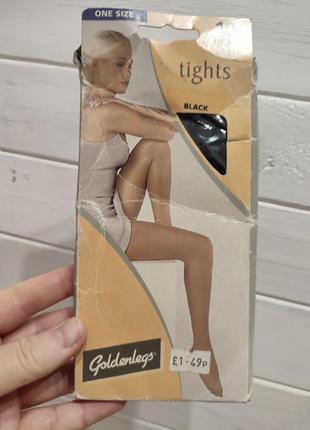 ONE SIZE
tights
BLACK
Goldenlegs®
£1-49p